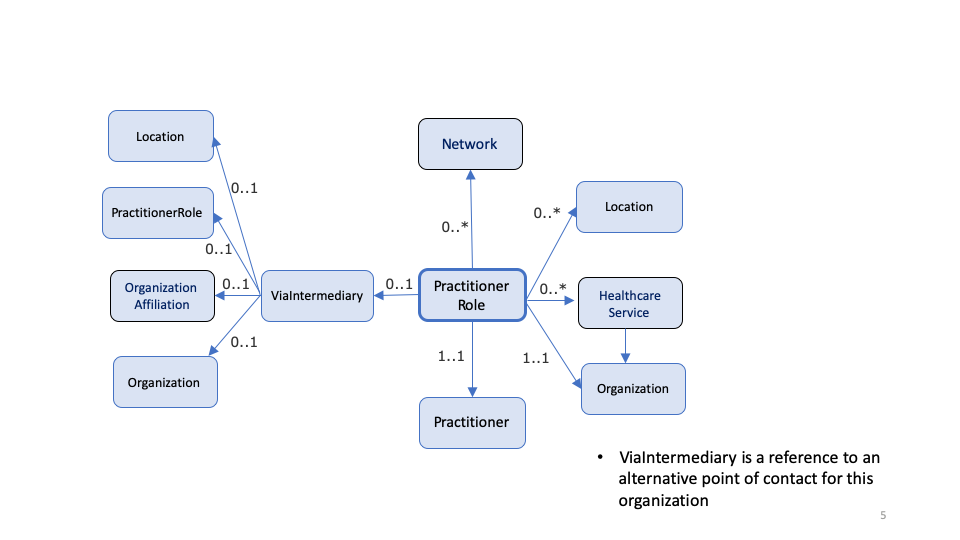 Location
Network
0..1
Location
PractitionerRole
0..*
0..*
0..1
Organization
Affiliation
0..1
ViaIntermediary
0..1
Practitioner
Role
0..*
Healthcare
Service
0..1
1..1
1..1
Organization
Organization
Practitioner
• ViaIntermediary is a reference to an
alternative point of contact for this
organization
5